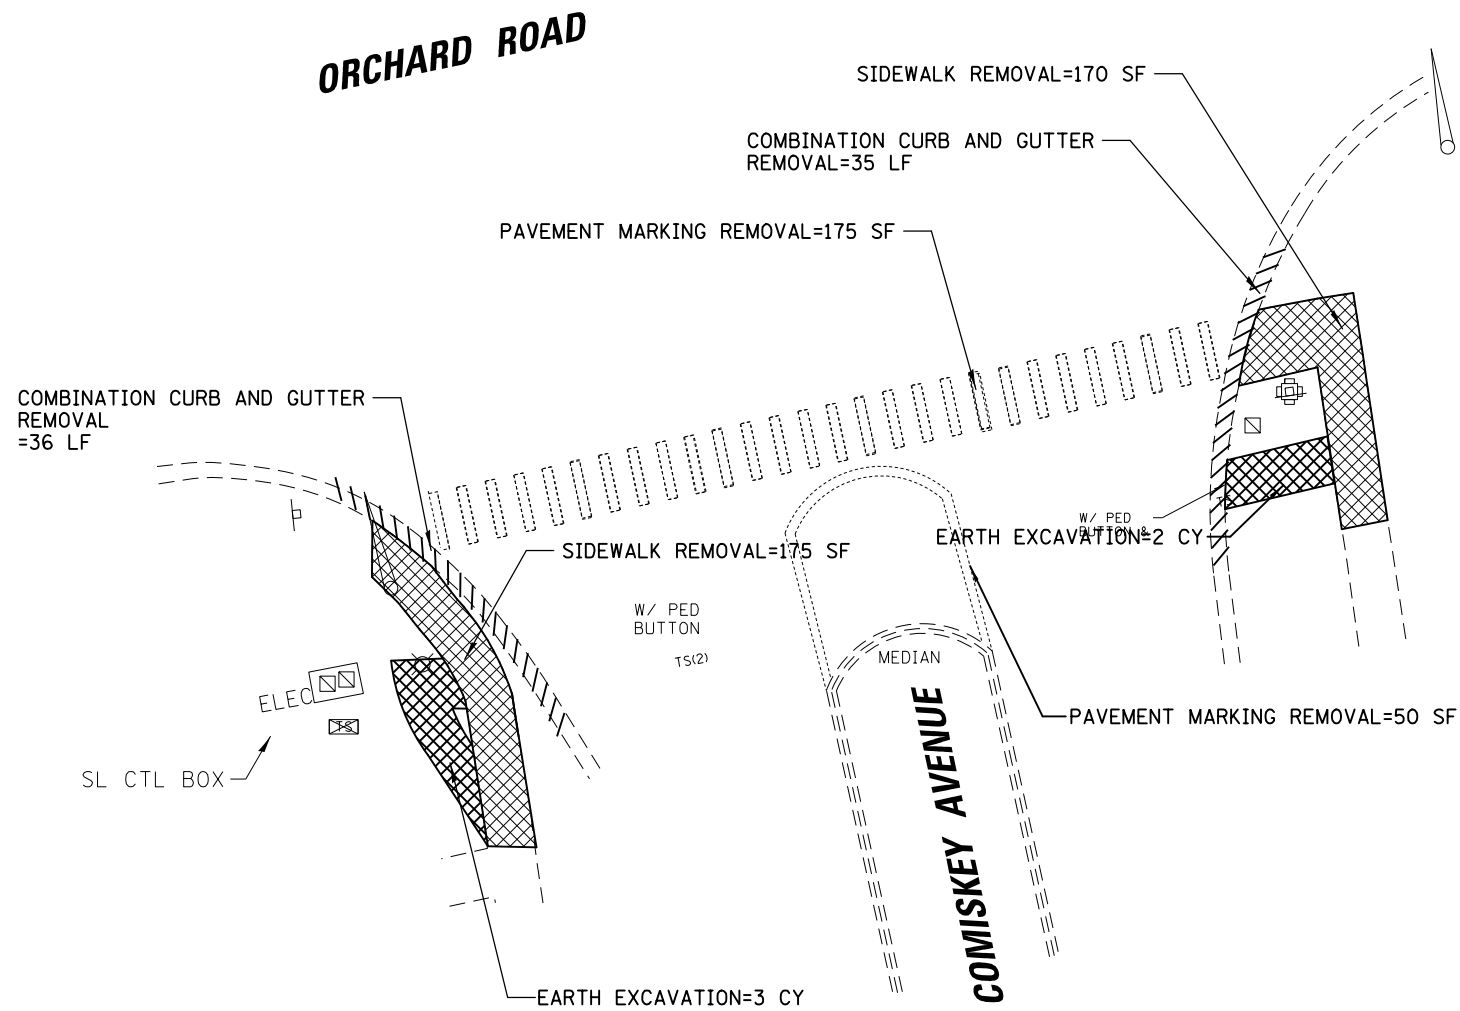 ORCHARD ROAD
SIDEWALK REMOVAL=170 SF
COMBINATION CURB AND GUTTER
REMOVAL=35 LF
PAVEMENT MARKING REMOVAL=175 SF
COMBINATION CURB AND GUTTER
REMOVAL
=36 LF
W/ PED
BUTTON &
EARTH EXCAVATION=2 CY
SIDEWALK REMOVAL=175 SF
W/ PED
BUTTON
TS(2)
MEDIAN
ELEC
TS
PAVEMENT MARKING REMOVAL=50 SF
SL CTL BOX
COMISKEY AVENUE
EARTH EXCAVATION=3 CY